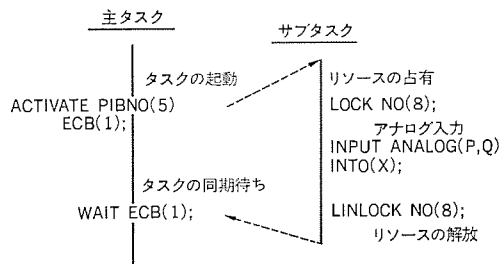 主タスク
サブタスク
タスクの起動
ACTIVATE PIBNO(5)
ECB(1);
タスクの同期待ち
WAIT ECB(1);
リソースの占有
LOCK NO(8);
アナログ入力
INPUT ANALOG(P,Q)
INTO(X);
LINLOCK NO(8);
リソースの解放